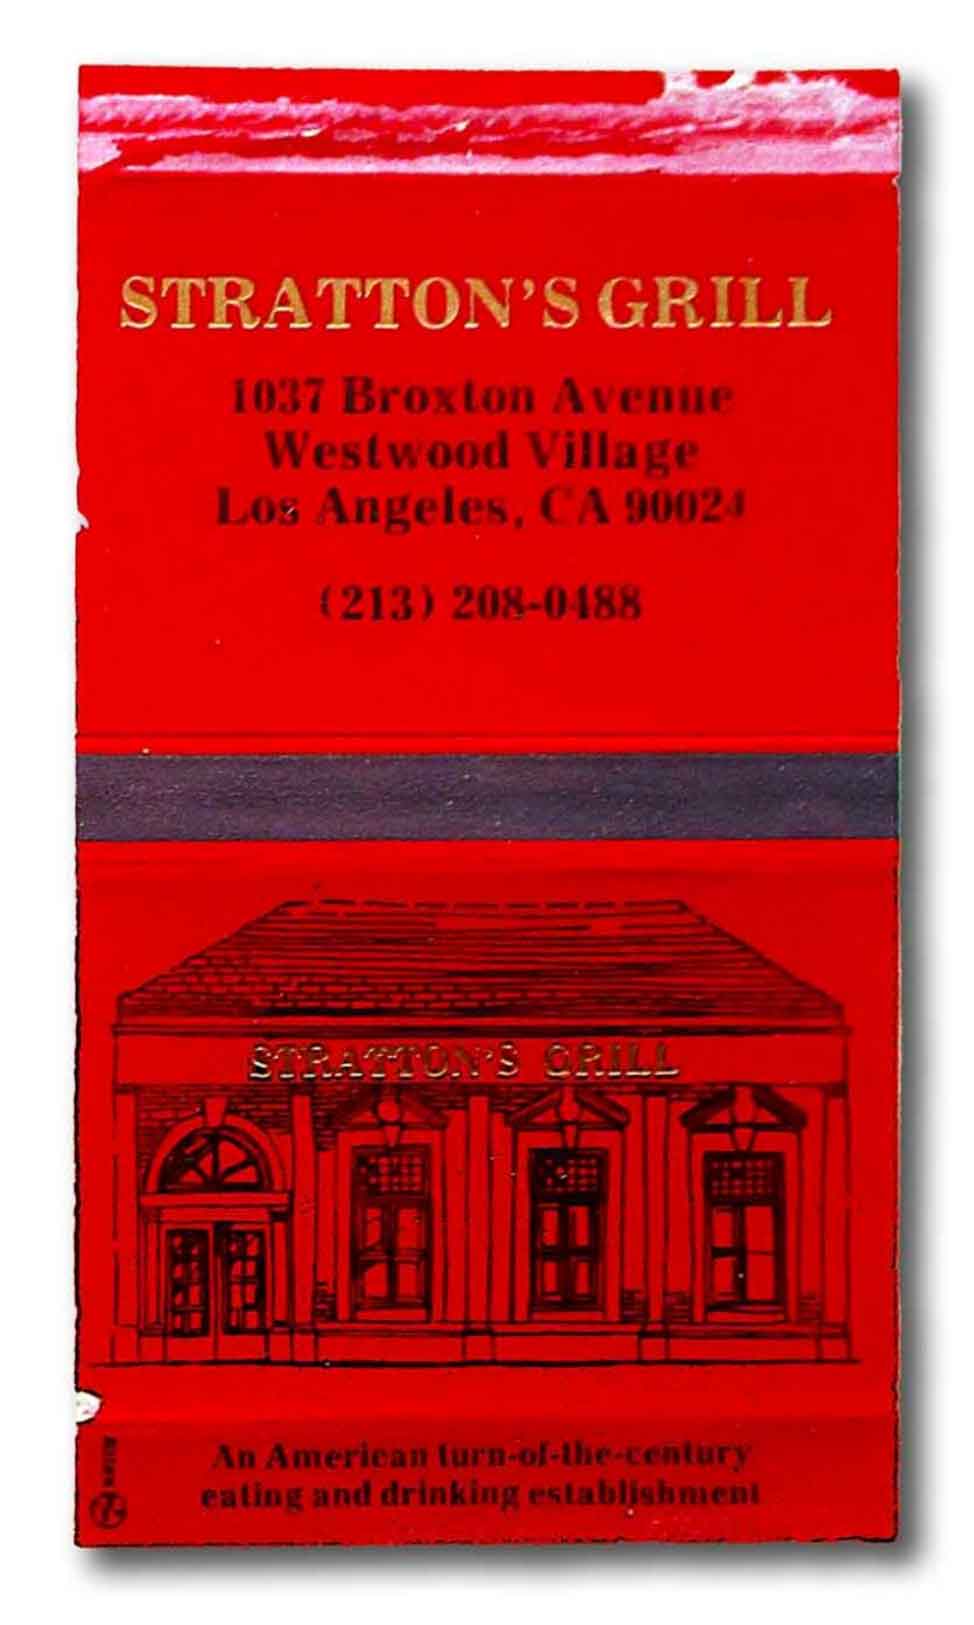 STRATTON'S GRILL
1037 Broxton Avenue
Westwood Village
Los Angeles, CA 90024
(213) 208-0488
STRATTON'S GRILL
An American turn-of-the-century
eating and drinking establishment